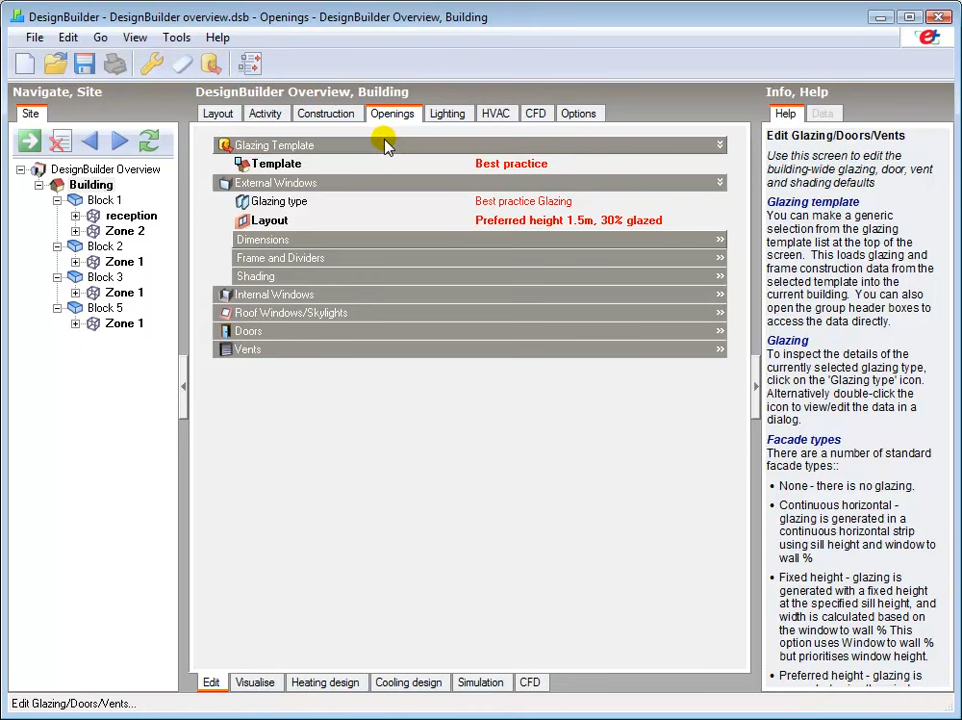 DesignBuilder - DesignBuilder overview.dsb - Openings - DesignBuilder Overview, Building
File Edit Go View Tools Help
Navigate, Site
Site
DesignBuilder Overview
Building
Block 1
reception
Zone 2
Block 2
Zone 1
Block 3
Zone 1
Block 5
Zone 1
DesignBuilder Overview, Building
Layout Activity Construction Openings Lighting HVAC CFD Options
Glazing Template
Template Best practice
External Windows
Glazing type Best practice Glazing
Layout Preferred height 1.5m, 30% glazed
Dimensions
Frame and Dividers
Shading
Internal Windows
Roof Windows/Skylights
Doors
Vents
Edit Visualise Heating design Cooling design Simulation CFD
Info, Help
Help Data
Edit Glazing/Doors/Vents
Use this screen to edit the
building-wide glazing, door, vent
and shading defaults
Glazing template
You can make a generic
selection from the glazing
template list at the top of the
screen. This loads glazing and
frame construction data from the
selected template into the
current building. You can also
open the group header boxes to
access the data directly.
Glazing
To inspect the details of the
currently selected glazing type,
click on the 'Glazing type' icon.
Alternatively double-click the
icon to view/edit the data in a
dialog.
Facade types
There are a number of standard
facade types::
• None - there is no glazing.
• Continuous horizontal -
glazing is generated in a
continuous horizontal strip
using sill height and window to
wall %
• Fixed height - glazing is
generated with a fixed height
at the specified sill height, and
width is calculated based on
the window to wall % This
option uses Window to wall %
but prioritises window height.
• Preferred height - glazing is
Edit Glazing/Doors/Vents...